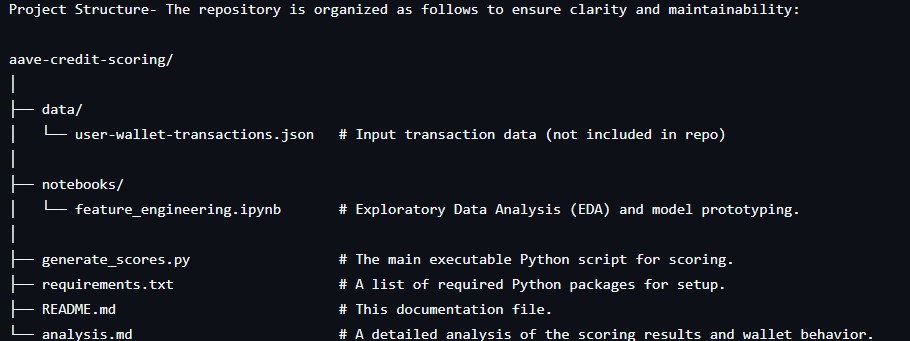 Project Structure- The repository is organized as follows to ensure clarity and maintainability:
aave-credit-scoring/
│
├── data/
│   └── user-wallet-transactions.json   # Input transaction data (not included in repo)
│
├── notebooks/
│   └── feature_engineering.ipynb       # Exploratory Data Analysis (EDA) and model prototyping.
│
├── generate_scores.py                  # The main executable Python script for scoring.
├── requirements.txt                    # A list of required Python packages for setup.
├── README.md                           # This documentation file.
└── analysis.md                         # A detailed analysis of the scoring results and wallet behavior.